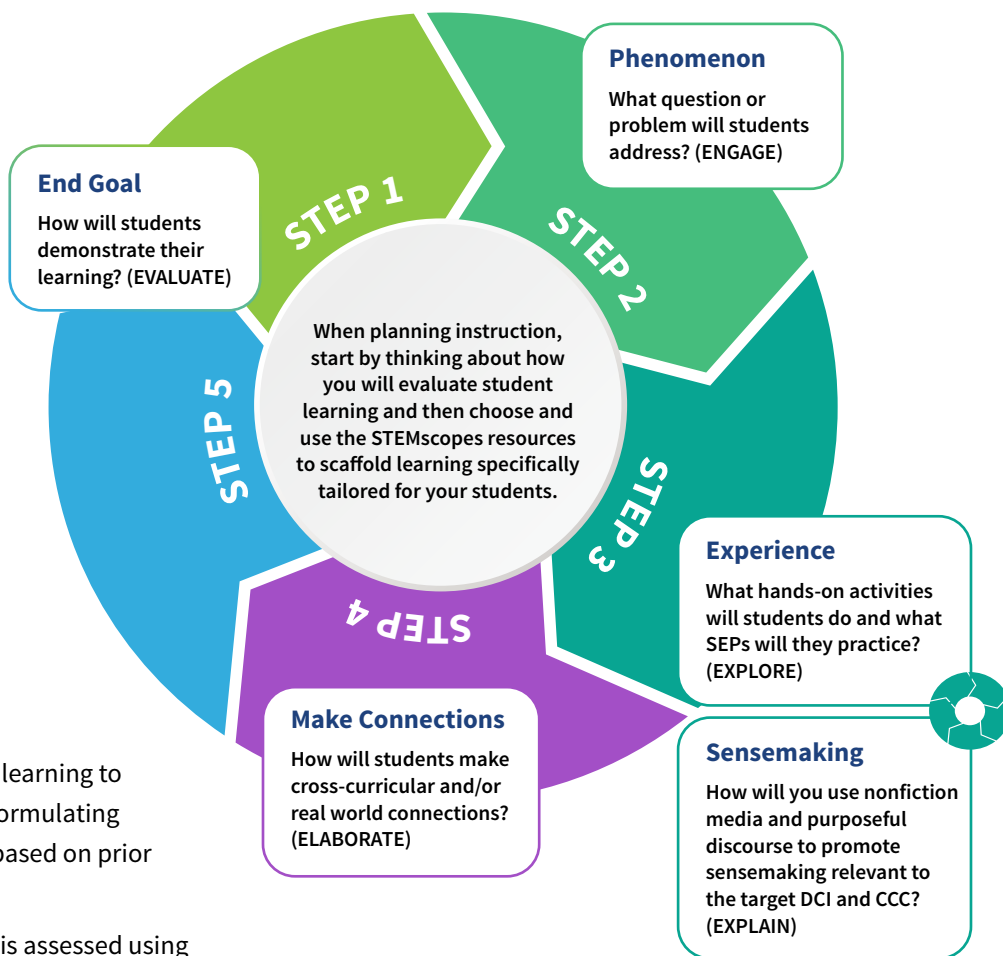 Phenomenon
What question or
problem will students
address? (ENGAGE)
End Goal
How will students
demonstrate their
learning? (EVALUATE)
STEP 1
STEP 2
When planning instruction,
start by thinking about how
you will evaluate student
learning and then choose and
use the STEMscopes resources
to scaffold learning specifically
tailored for your students.
STEP 5
STEP 3
STEP 4
Experience
What hands-on activities
will students do and what
SEPs will they practice?
(EXPLORE)
Make Connections
How will students make
cross-curricular and/or
real world connections?
(ELABORATE)
Sensemaking
How will you use nonfiction
media and purposeful
discourse to promote
sensemaking relevant to
the target DCI and CCC?
(EXPLAIN)
learning to
ormulating
based on prior
is assessed using